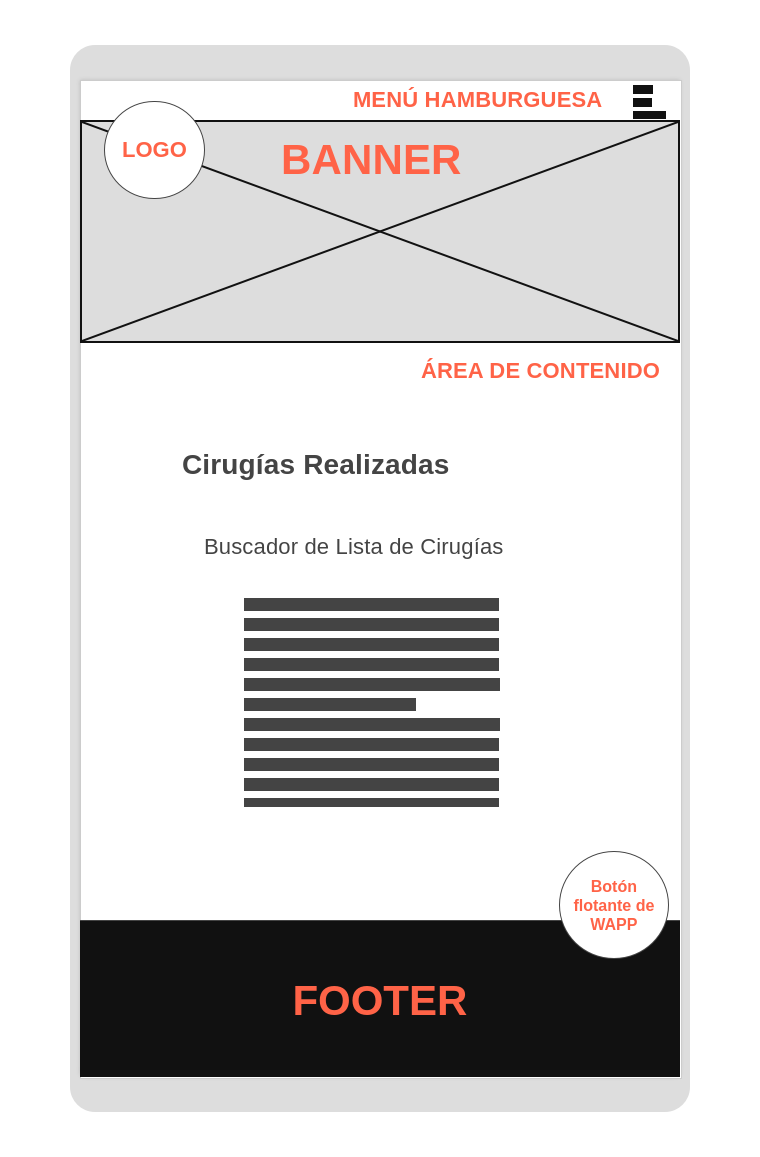 MENÚ HAMBURGUESA
LOGO
BANNER
ÁREA DE CONTENIDO
Cirugías Realizadas
Buscador de Lista de Cirugías
Botón
flotante de
WAPP
FOOTER